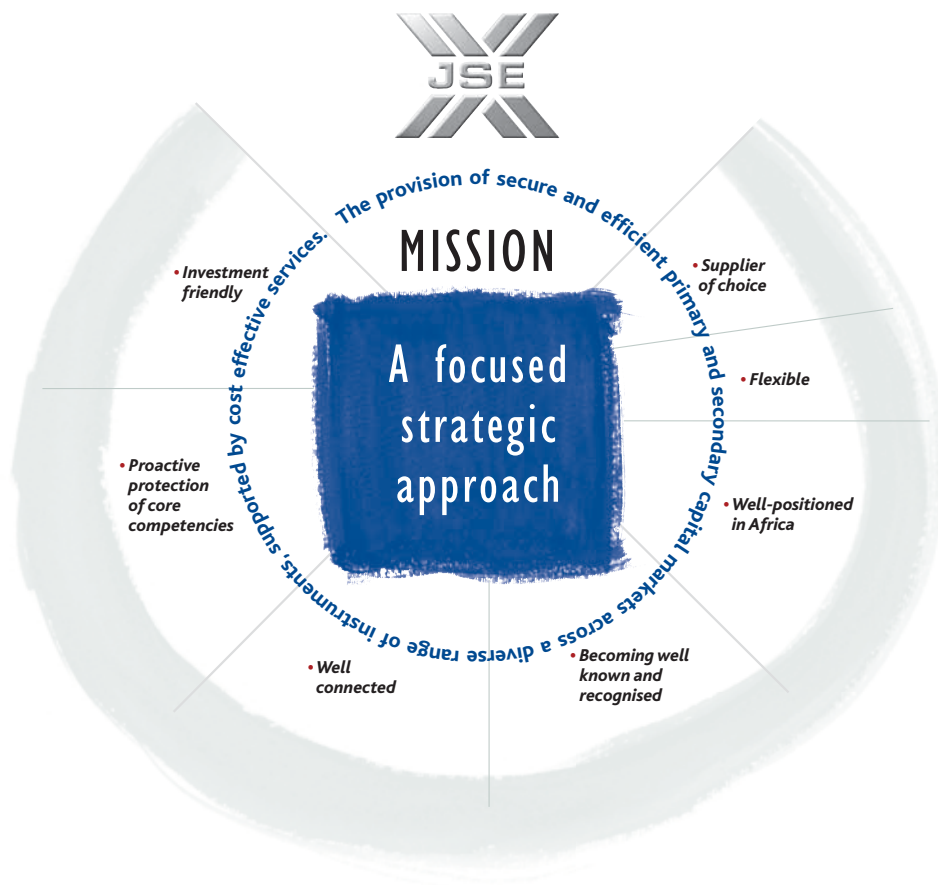 JSE
The provision of secure and efficient primary and secondary capital markets across a diverse range of instruments, supported by cost effective services.
MISSION
A focused
strategic
approach
• Supplier
of choice
• Flexible
• Well-positioned
in Africa
• Becoming well
known and
recognised
• Well
connected
• Proactive
protection
of core
competencies
• Investment
friendly